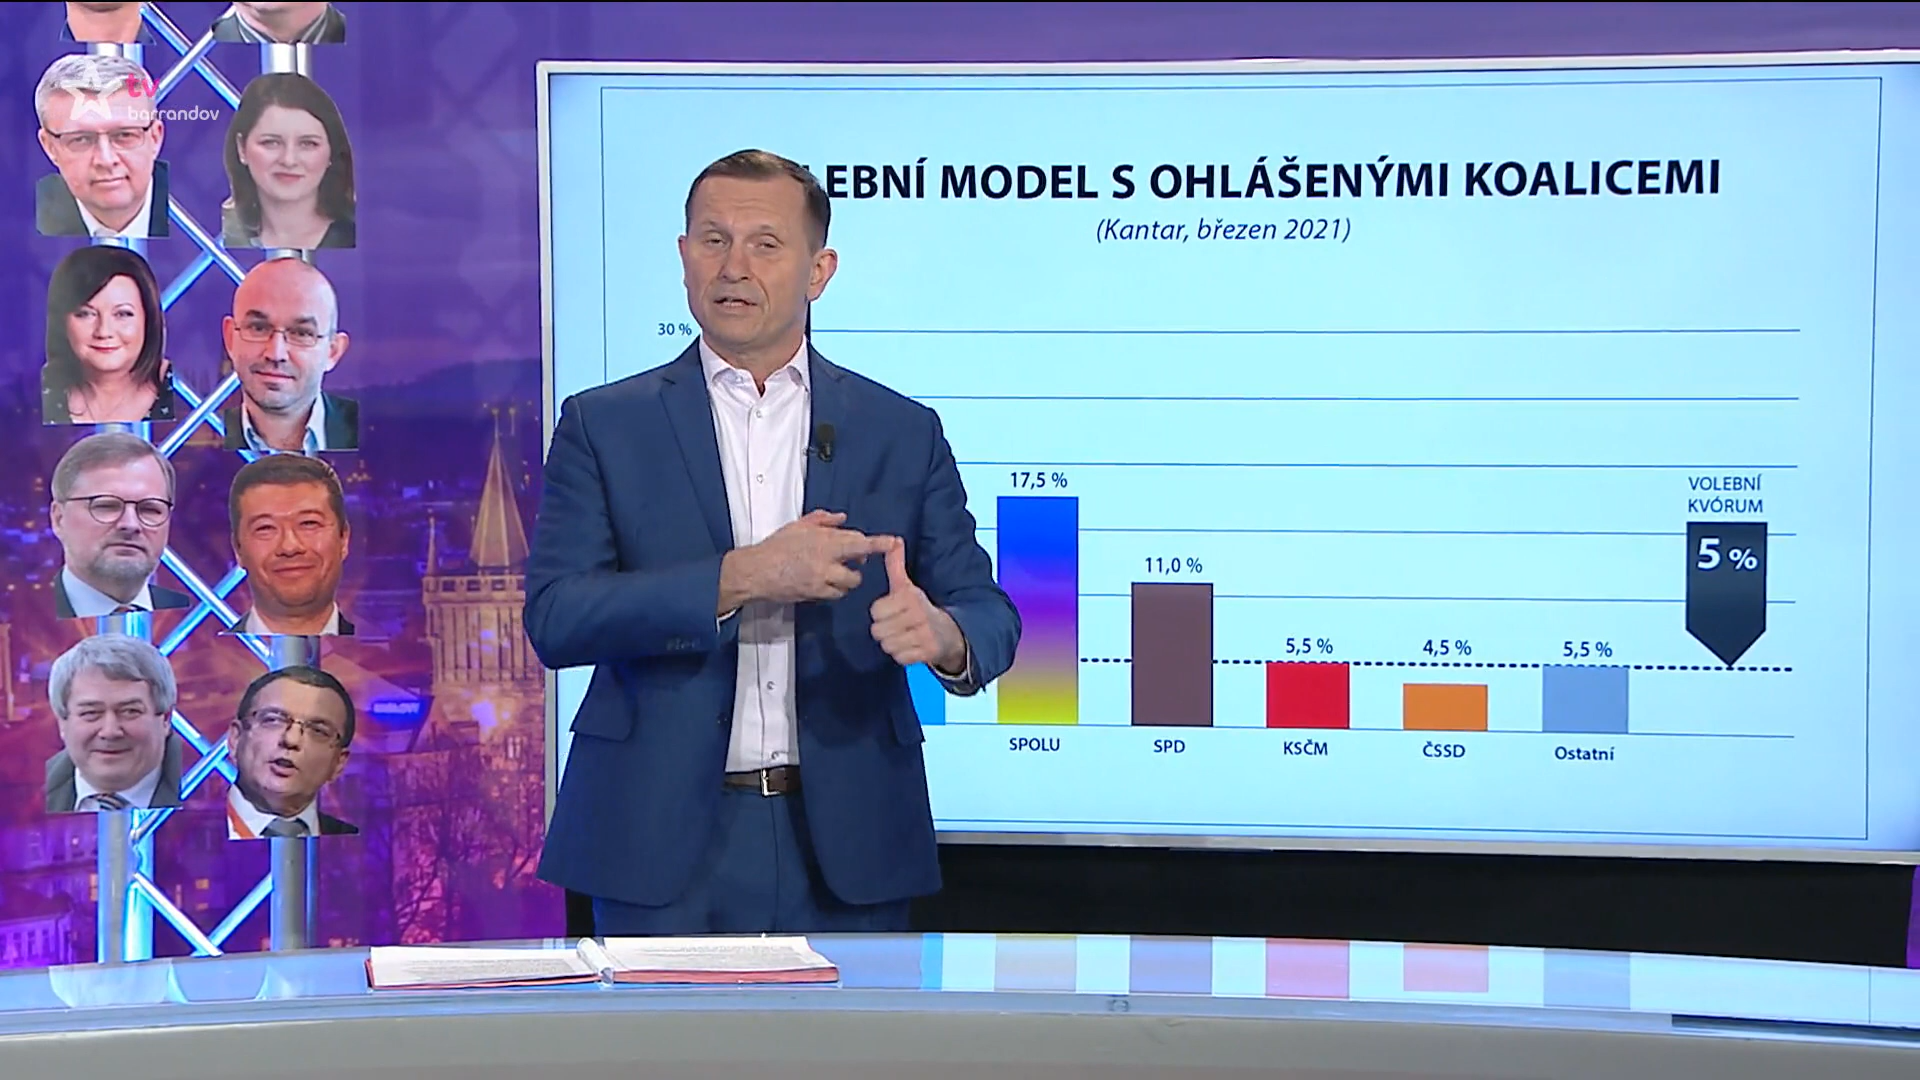 tv
barrandov
EBNÍ MODEL S OHLÁŠENÝMI KOALICEMI
(Kantar, březen 2021)
30 %
17,5 %
11,0 %
5,5 %
4,5 %
5,5 %
VOLEBNÍ
KVÓRUM
5 %
SPOLU
SPD
KSČM
ČSSD
Ostatní